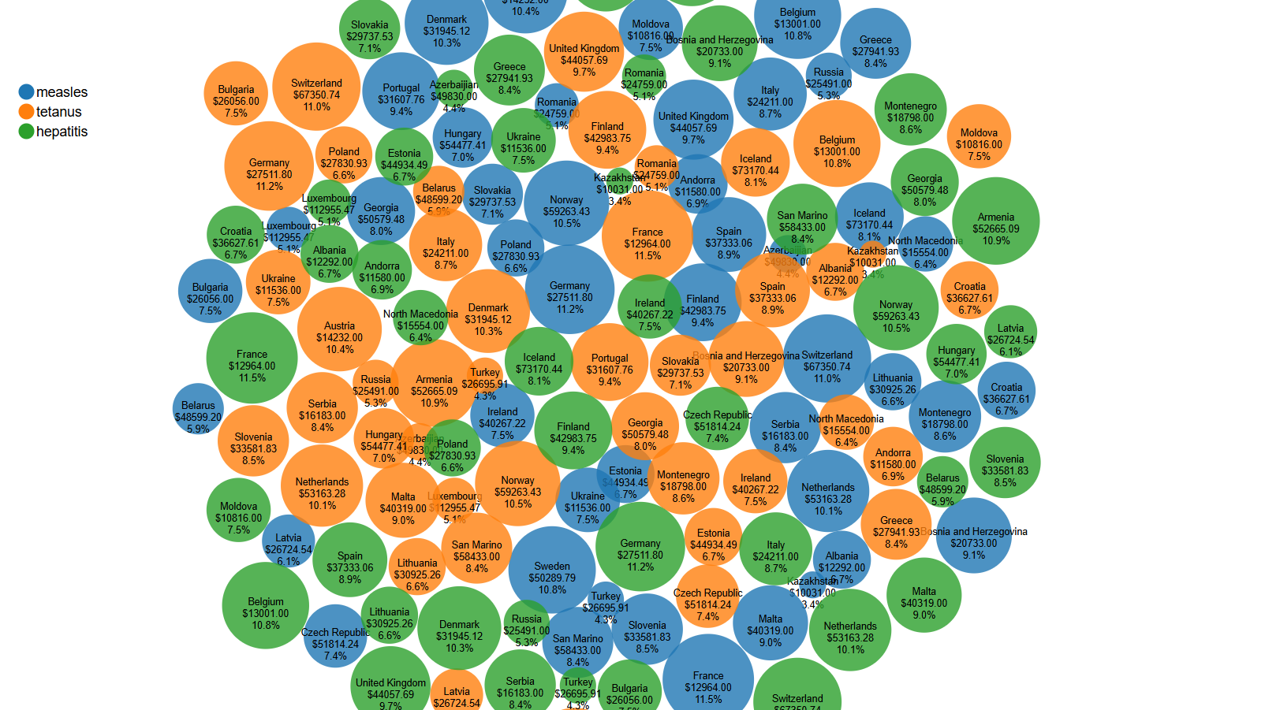 measles
tetanus
hepatitis
10.4%
Slovakia
$29737.53
7.1%
Denmark
$31945.12
10.3%
United Kingdom
$44057.69
9.7%
Moldova
$10816.00
7.5%
Bosnia and Herzegovina
$20733.00
9.1%
Belgium
$13001.00
10.8%
Greece
$27941.93
8.4%
Bulgaria
$26056.00
7.5%
Switzerland
$67350.74
11.0%
Portugal
$31607.76
9.4%
Azerbaijan
$49830.00
4.4%
Greece
$27941.93
8.4%
Romania
$24759.00
5.1%
Romania
$24759.00
5.1%
Italy
$24211.00
8.7%
Russia
$25491.00
5.3%
Montenegro
$18798.00
8.6%
Moldova
$10816.00
7.5%
Germany
$27511.80
11.2%
Poland
$27830.93
6.6%
Estonia
$44934.49
6.7%
Hungary
$54477.41
7.0%
Ukraine
$11536.00
7.5%
Finland
$42983.75
9.4%
United Kingdom
$44057.69
9.7%
Iceland
$73170.44
8.1%
Belgium
$13001.00
10.8%
Romania
$24759.00
5.1%
Kazakhstan
$10031.00
3.4%
Andorra
$11580.00
6.9%
Georgia
$50579.48
8.0%
Armenia
$52665.09
10.9%
Luxembourg
$112955.47
5.1%
Georgia
$50579.48
8.0%
Belarus
$48599.20
5.9%
Slovakia
$29737.53
7.1%
Norway
$59263.43
10.5%
France
$12964.00
11.5%
Spain
$37333.06
8.9%
San Marino
$58433.00
8.4%
Iceland
$73170.44
8.1%
North Macedonia
$15554.00
6.4%
Croatia
$36627.61
6.7%
Luxembourg
5.1%
Albania
$12292.00
6.7%
Andorra
$11580.00
6.9%
Italy
$24211.00
8.7%
Poland
$27830.93
6.6%
4.4%
Albania
$12292.00
6.7%
Kazakhstan
$10031.00
3.4%
Bulgaria
$26056.00
7.5%
Ukraine
$11536.00
7.5%
Germany
$27511.80
11.2%
Ireland
$40267.22
7.5%
Finland
$42983.75
9.4%
Spain
$37333.06
8.9%
Norway
$59263.43
10.5%
Croatia
$36627.61
6.7%
Austria
$14232.00
10.4%
North Macedonia
$15554.00
6.4%
Denmark
$31945.12
10.3%
Latvia
$26724.54
6.1%
France
$12964.00
11.5%
Iceland
$73170.44
8.1%
Portugal
$31607.76
9.4%
Slovakia
$29737.53
7.1%
Bosnia and Herzegovina
$20733.00
9.1%
Switzerland
$67350.74
11.0%
Hungary
$54477.41
7.0%
Russia
$25491.00
5.3%
Armenia
$52665.09
10.9%
Turkey
$26695.91
4.3%
Lithuania
$30925.26
6.6%
Croatia
$36627.61
6.7%
Belarus
$48599.20
5.9%
Serbia
$16183.00
8.4%
Ireland
$40267.22
7.5%
Finland
$42983.75
9.4%
Georgia
$50579.48
8.0%
Czech Republic
$51814.24
7.4%
Serbia
$16183.00
8.4%
North Macedonia
$15554.00
6.4%
Montenegro
$18798.00
8.6%
Slovenia
$33581.83
8.5%
Hungary
$54477.41
7.0%
4.4%
Poland
$27830.93
6.6%
Andorra
$11580.00
6.9%
Slovenia
$33581.83
8.5%
Netherlands
$53163.28
10.1%
Malta
$40319.00
9.0%
Luxembourg
$112955.47
5.1%
Norway
$59263.43
10.5%
Ukraine
$11536.00
7.5%
Estonia
$44934.49
6.7%
Montenegro
$18798.00
8.6%
Ireland
$40267.22
7.5%
Netherlands
$53163.28
10.1%
Belarus
$48599.20
5.9%
Moldova
$10816.00
7.5%
Greece
$27941.93
8.4%
Bosnia and Herzegovina
$20733.00
9.1%
Latvia
$26724.54
6.1%
Spain
$37333.06
8.9%
Lithuania
$30925.26
6.6%
San Marino
$58433.00
8.4%
Germany
$27511.80
11.2%
Estonia
$44934.49
6.7%
Italy
$24211.00
8.7%
Albania
$12292.00
6.7%
Sweden
$50289.79
10.8%
Kazakhstan
$10031.00
3.4%
Malta
$40319.00
9.0%
Belgium
$13001.00
10.8%
Czech Republic
$51814.24
7.4%
Lithuania
$30925.26
6.6%
Denmark
$31945.12
10.3%
Russia
$25491.00
5.3%
Turkey
$26695.91
4.3%
San Marino
$58433.00
8.4%
Slovenia
$33581.83
8.5%
Czech Republic
$51814.24
7.4%
Malta
$40319.00
9.0%
Netherlands
$53163.28
10.1%
United Kingdom
$44057.69
9.7%
Latvia
$26724.54
Serbia
$16183.00
8.4%
Turkey
$26695.91
4.3%
Bulgaria
$26056.00
France
$12964.00
11.5%
Switzerland